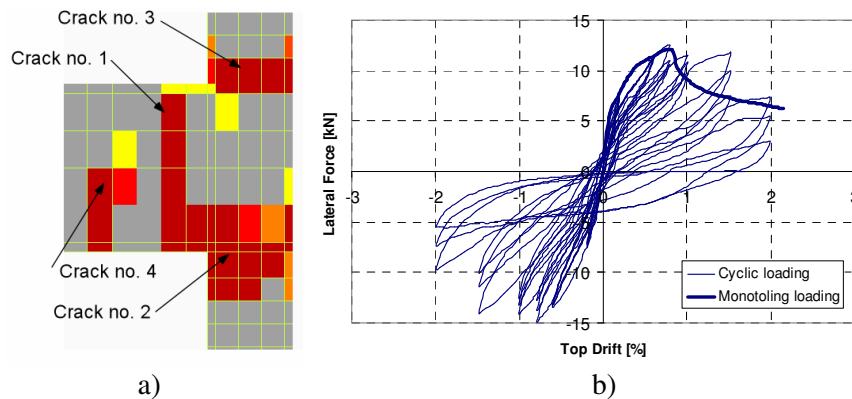 Crack no. 3
Crack no. 1
Crack no. 4
Crack no. 2
a)
15
10
5
0
-5
-10
-15
-3
-2
-1
0
1
2
3
Lateral Force [kN]
Top Drift [%]
Cyclic loading
Monotoling loading
b)